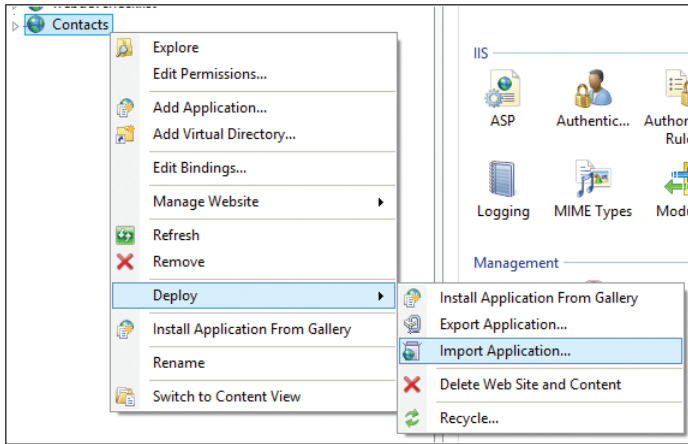 Contacts
Explore
Edit Permissions...
Add Application...
Add Virtual Directory...
Edit Bindings...
Manage Website
Refresh
Remove
Deploy
Install Application From Gallery
Rename
Switch to Content View
IIS
ASP
Authentic...
Author
Rul
Logging
MIME Types
Modu
Management
Install Application From Gallery
Export Application...
Import Application...
Delete Web Site and Content
Recycle...